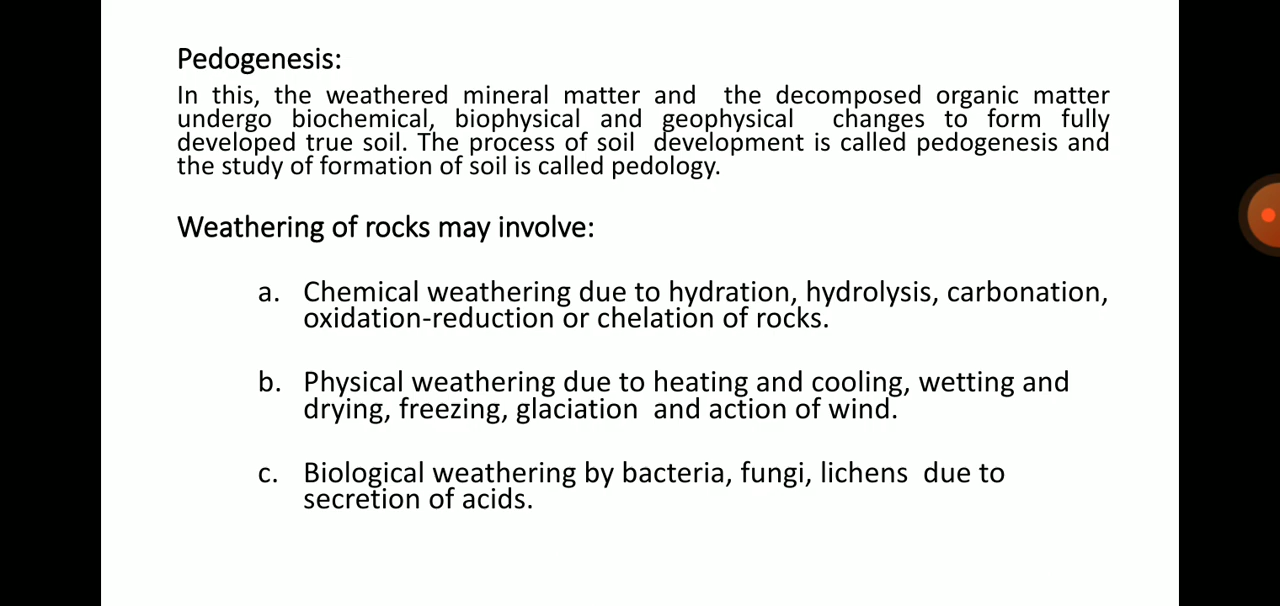 Pedogenesis:
In this, the weathered mineral matter and the decomposed organic matter
undergo biochemical, biophysical and geophysical changes to form fully
developed true soil. The process of soil development is called pedogenesis and
the study of formation of soil is called pedology.
Weathering of rocks may involve:
a. Chemical weathering due to hydration, hydrolysis, carbonation,
oxidation-reduction or chelation of rocks.
b. Physical weathering due to heating and cooling, wetting and
drying, freezing, glaciation and action of wind.
c. Biological weathering by bacteria, fungi, lichens due to
secretion of acids.